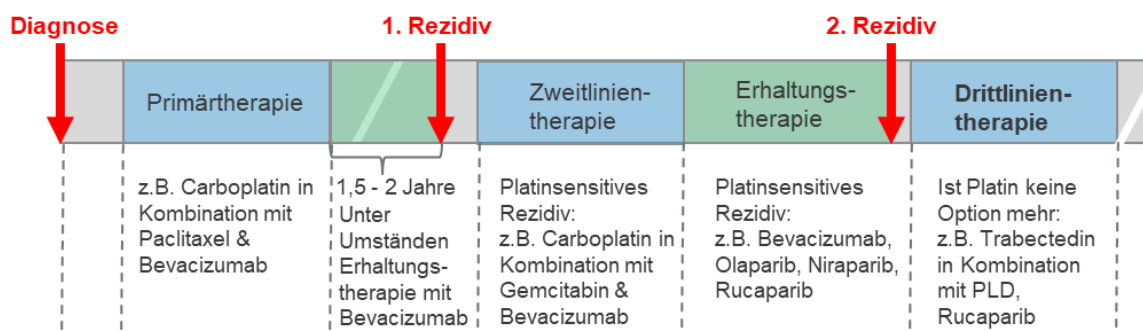 Diagnose
1. Rezidiv
2. Rezidiv
Primärtherapie
Zweitlinien-
therapie
Erhaltungs-
therapie
Drittlinien-
therapie
z.B. Carboplatin in
Kombination mit
Paclitaxel &
Bevacizumab
1,5 - 2 Jahre
Unter
Umständen
Erhaltungs-
therapie mit
Bevacizumab
Platinsensitives
Rezidiv:
z.B. Carboplatin in
Kombination mit
Gemcitabin &
Bevacizumab
Platinsensitives
Rezidiv:
z.B. Bevacizumab,
Olaparib, Niraparib,
Rucaparib
Ist Platin keine
Option mehr:
z.B. Trabectedin
in Kombination
mit PLD,
Rucaparib